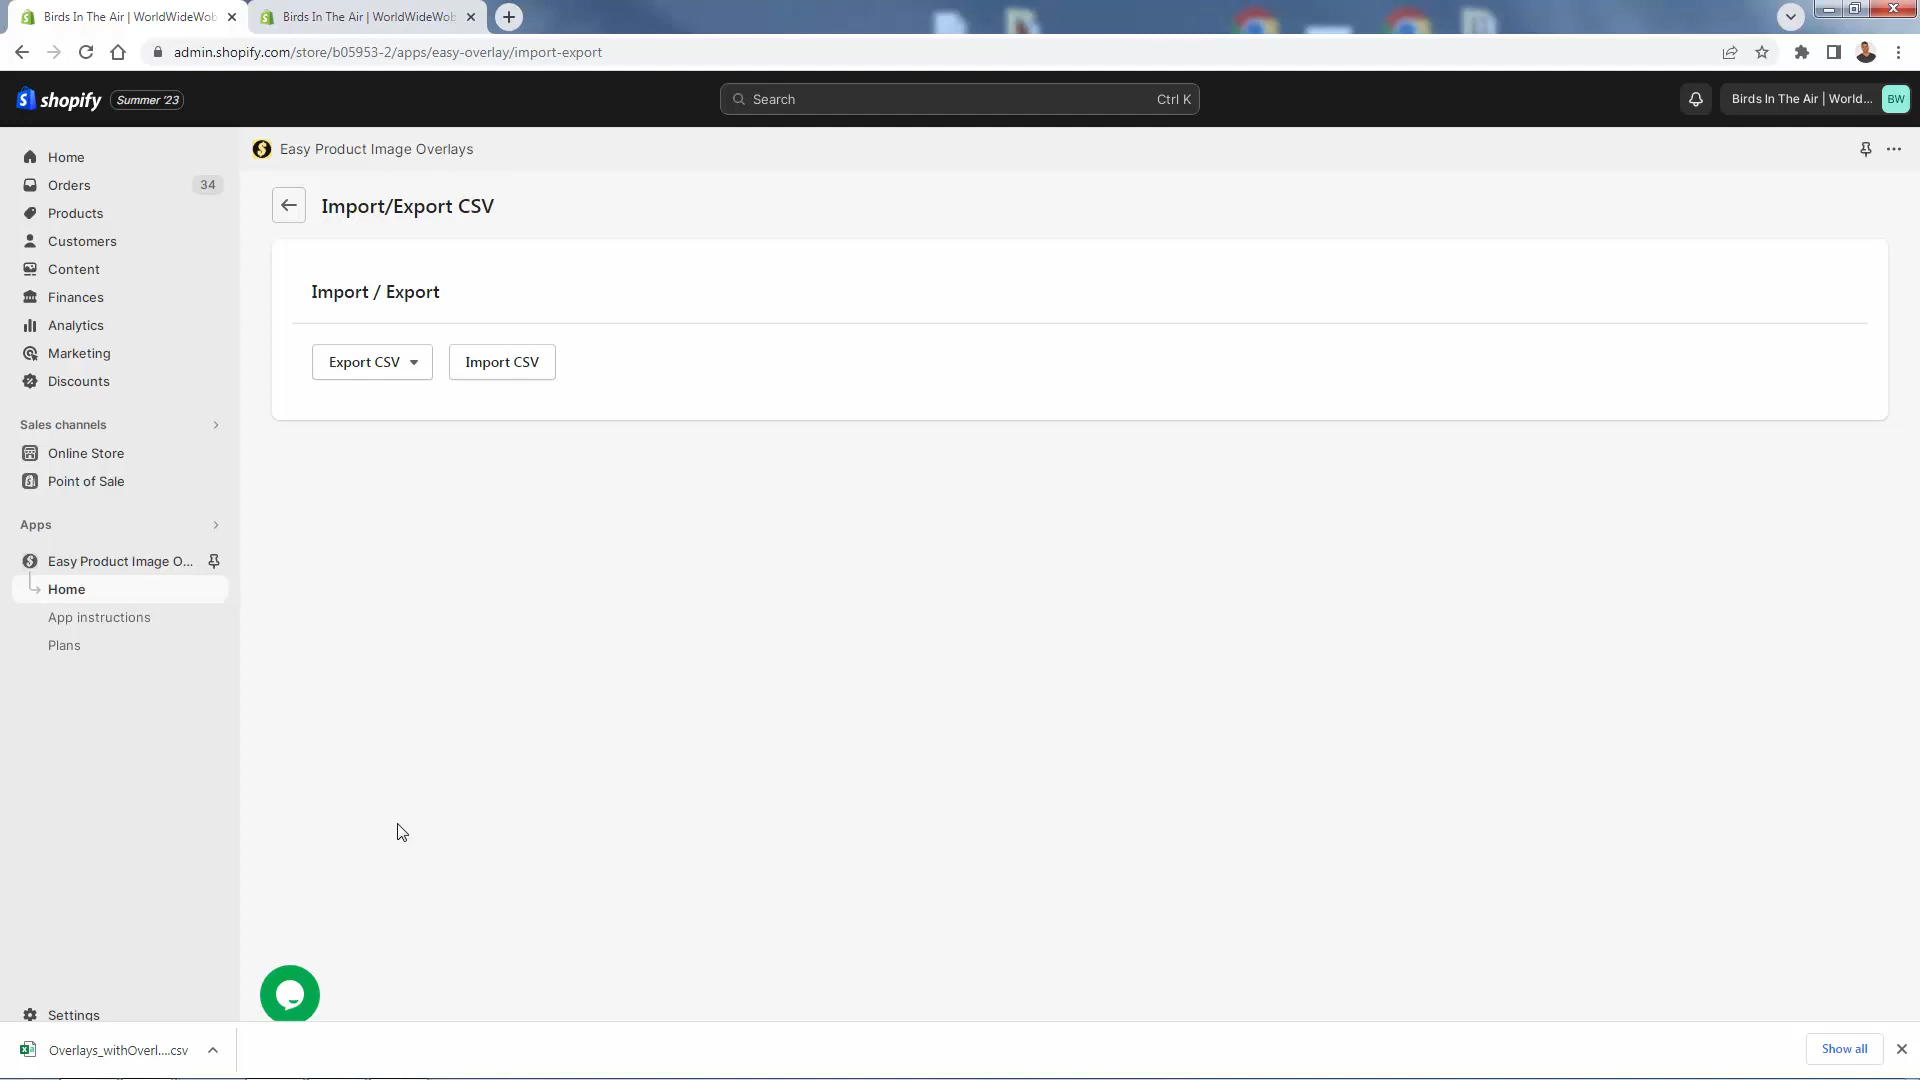 Birds In The Air | WorldWideWob
Birds In The Air | WorldWideWob
admin.shopify.com/store/b05953-2/apps/easy-overlay/import-export
shopify
Summer '23
Search
Ctrl K
Birds In The Air | World...
BW
Home
Orders
34
Products
Customers
Content
Finances
Analytics
Marketing
Discounts
Sales channels
Online Store
Point of Sale
Apps
Easy Product Image O...
Home
App instructions
Plans
Settings
Easy Product Image Overlays
Import/Export CSV
Import / Export
Export CSV
Import CSV
Overlays_withOverl....csv
Show all